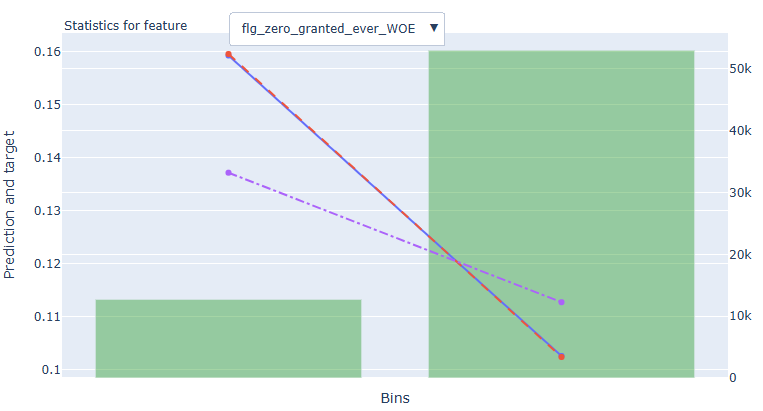 Statistics for feature
flg_zero_granted_ever_WOE ▼
Prediction and target
0.16
0.15
0.14
0.13
0.12
0.11
0.1
50k
40k
30k
20k
10k
0
Bins